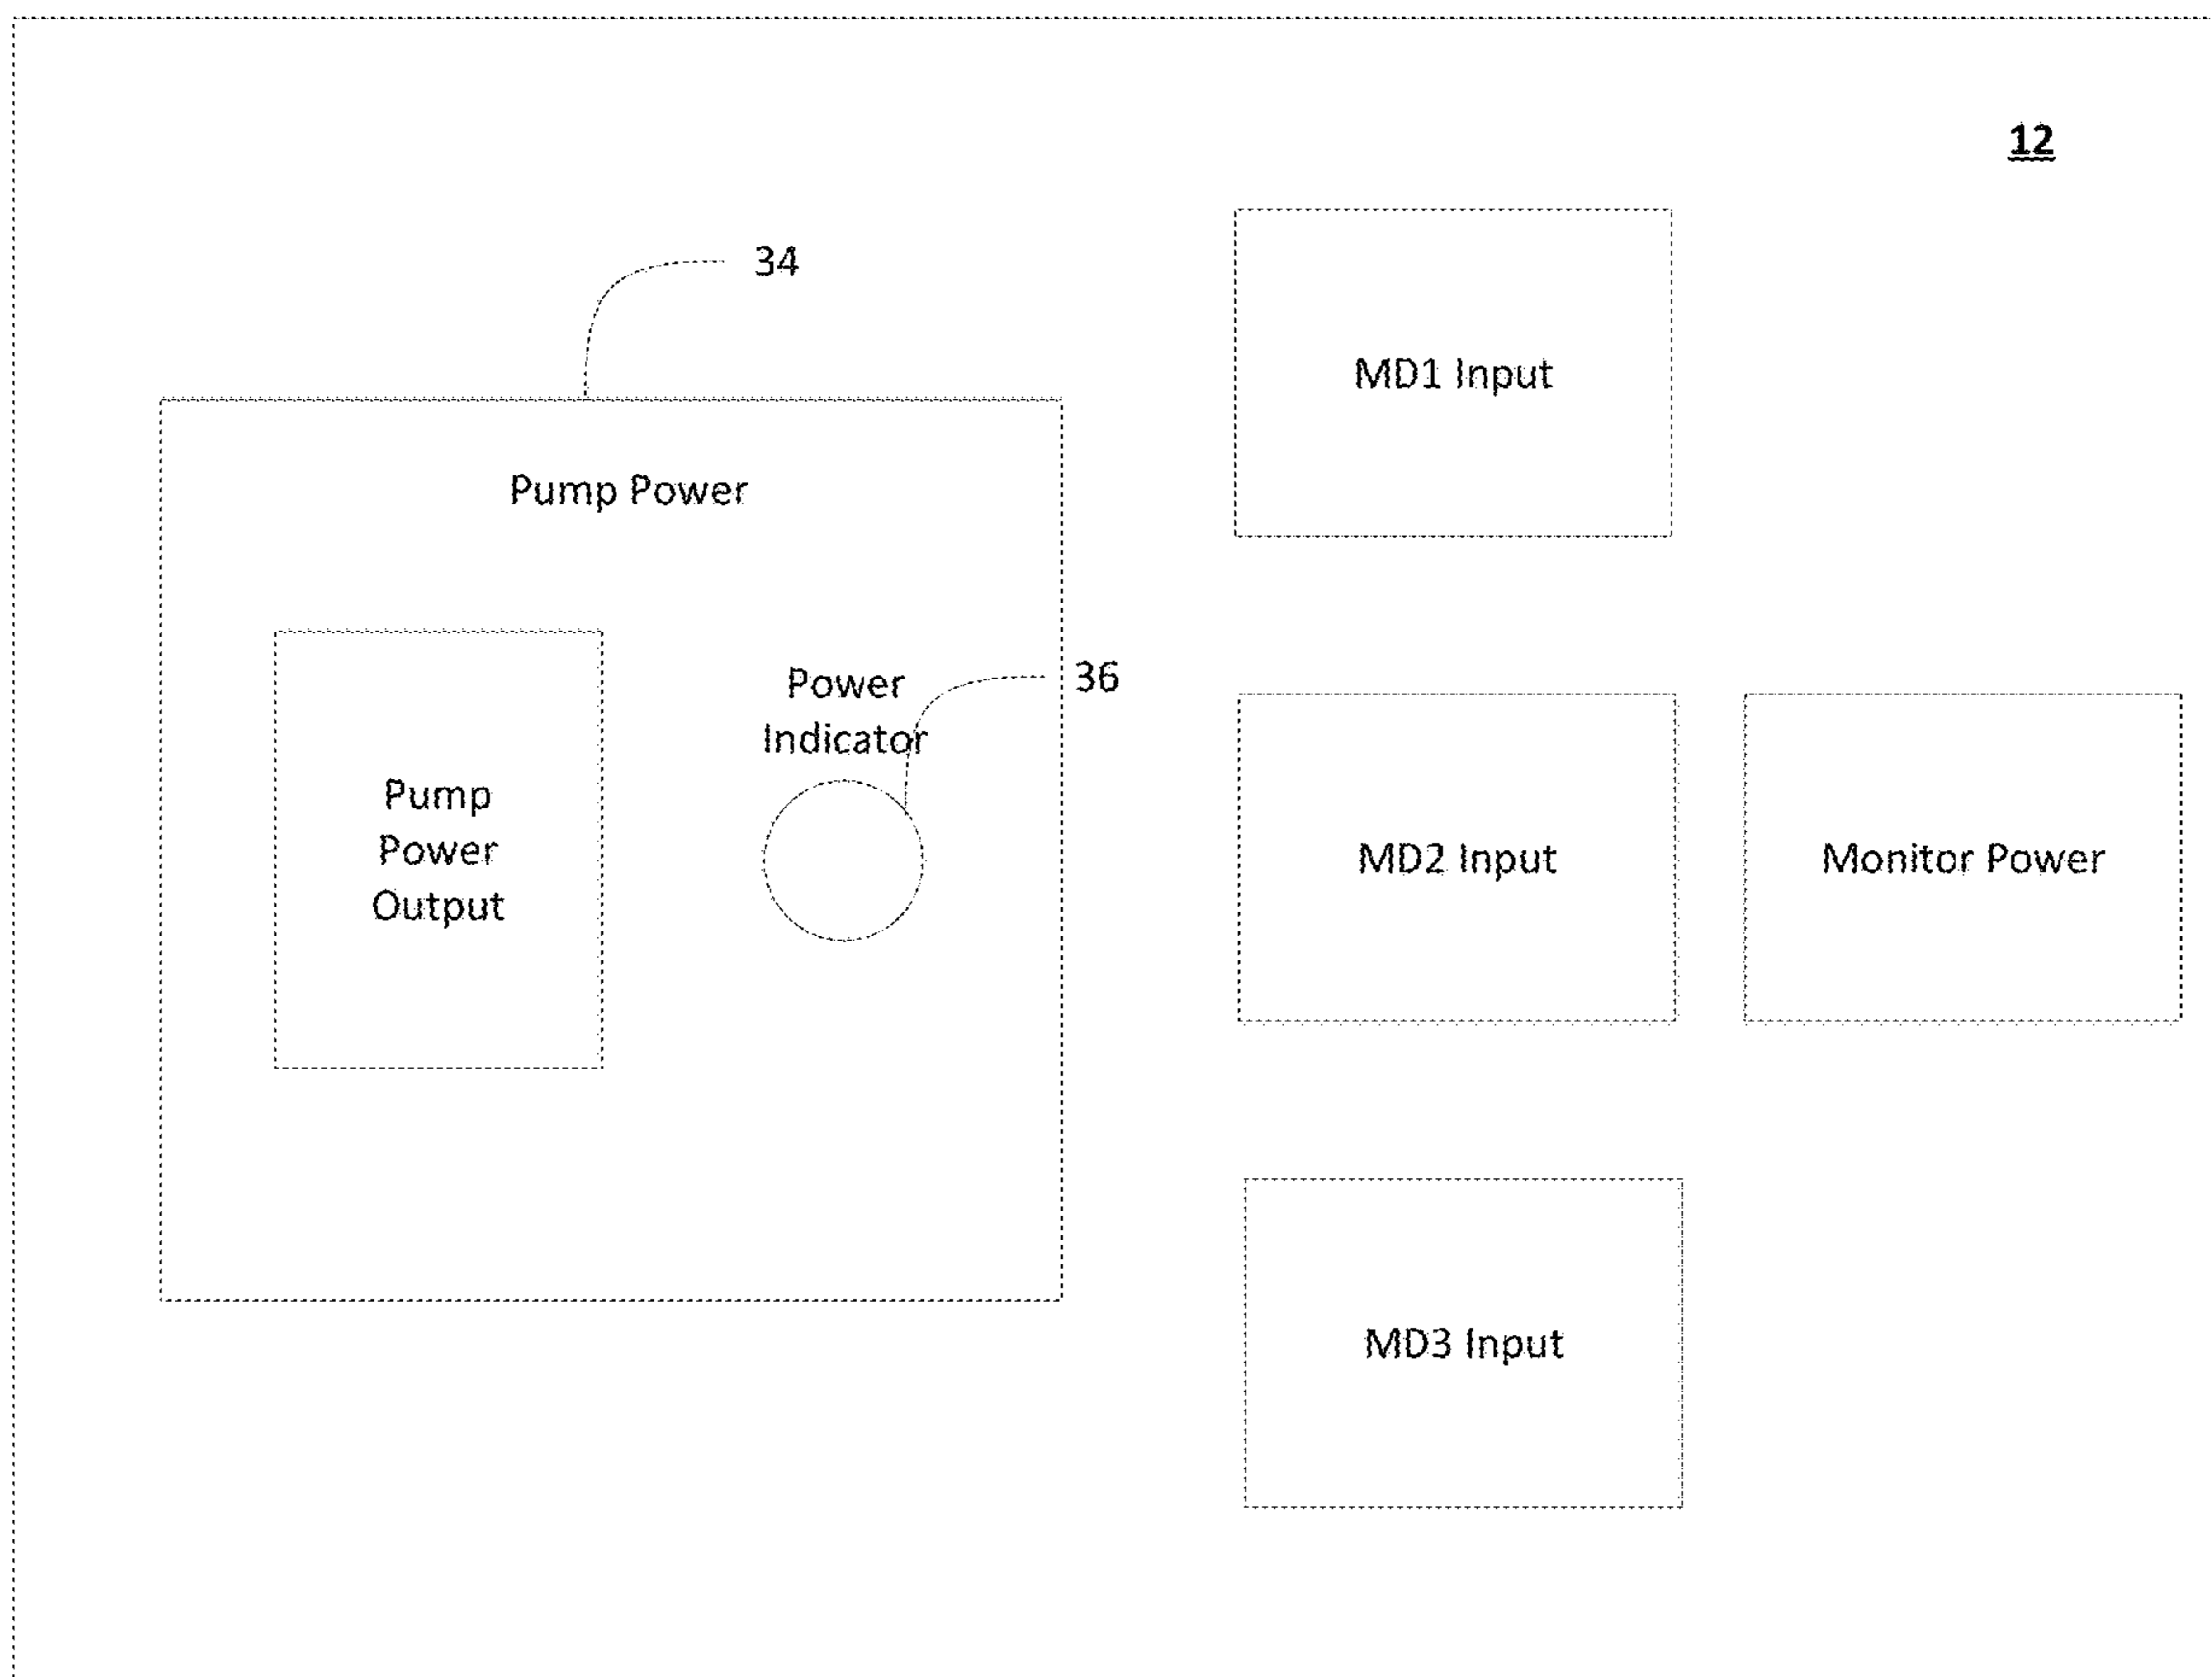 12
34
MD1 Input
Pump Power
36
Power
Indicator
Pump
Power
Output
MD2 Input
Monitor Power
MD3 Input